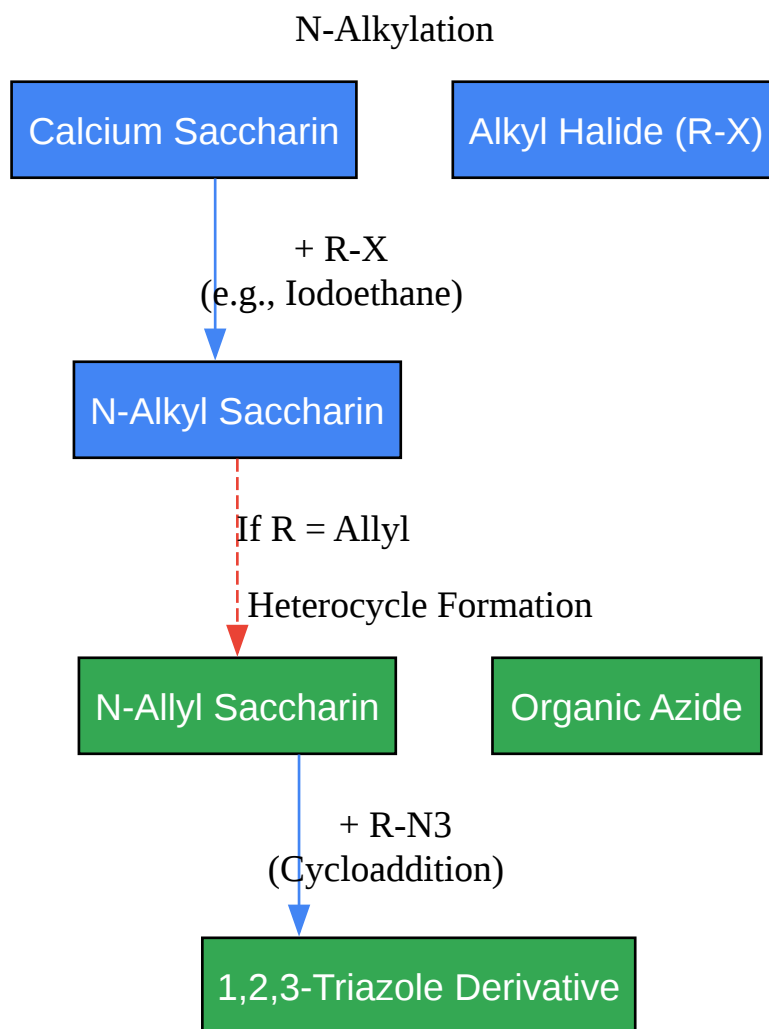 N-Alkylation
Calcium Saccharin
Alkyl Halide (R-X)
+ R-X
(e.g., Iodoethane)
N-Alkyl Saccharin
If R = Allyl
Heterocycle Formation
N-Allyl Saccharin
Organic Azide
+ R-N3
(Cycloaddition)
1,2,3-Triazole Derivative